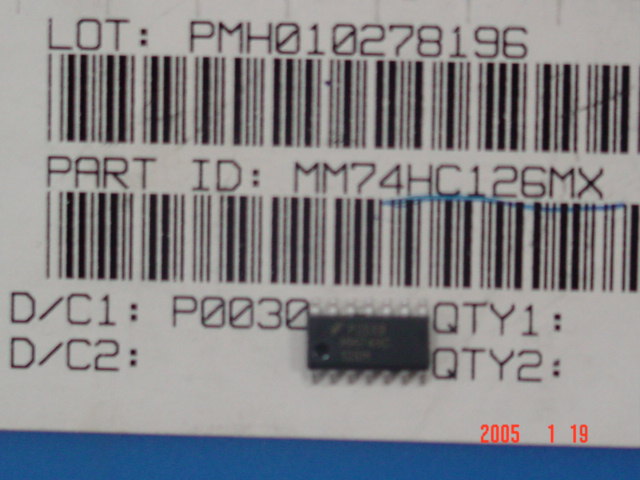 LOT: PMH010278196
PART ID: MM74HC126MX
D/C1: P0030 QTY1:
D/C2: QTY2:
2005 1 19